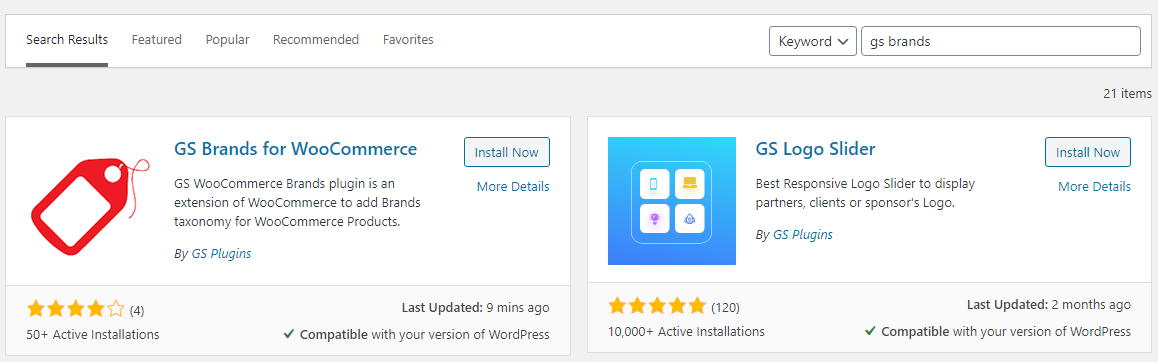 Search Results Featured Popular Recommended Favorites Keyword gs brands
21 items
GS Brands for WooCommerce
Install Now
More Details
GS WooCommerce Brands plugin is an
extension of WooCommerce to add Brands
taxonomy for WooCommerce Products.
By GS Plugins
(4)
Last Updated: 9 mins ago
50+ Active Installations
Compatible with your version of WordPress
GS Logo Slider
Install Now
More Details
Best Responsive Logo Slider to display
partners, clients or sponsor's Logo.
By GS Plugins
(120)
Last Updated: 2 months ago
10,000+ Active Installations
Compatible with your version of WordPress